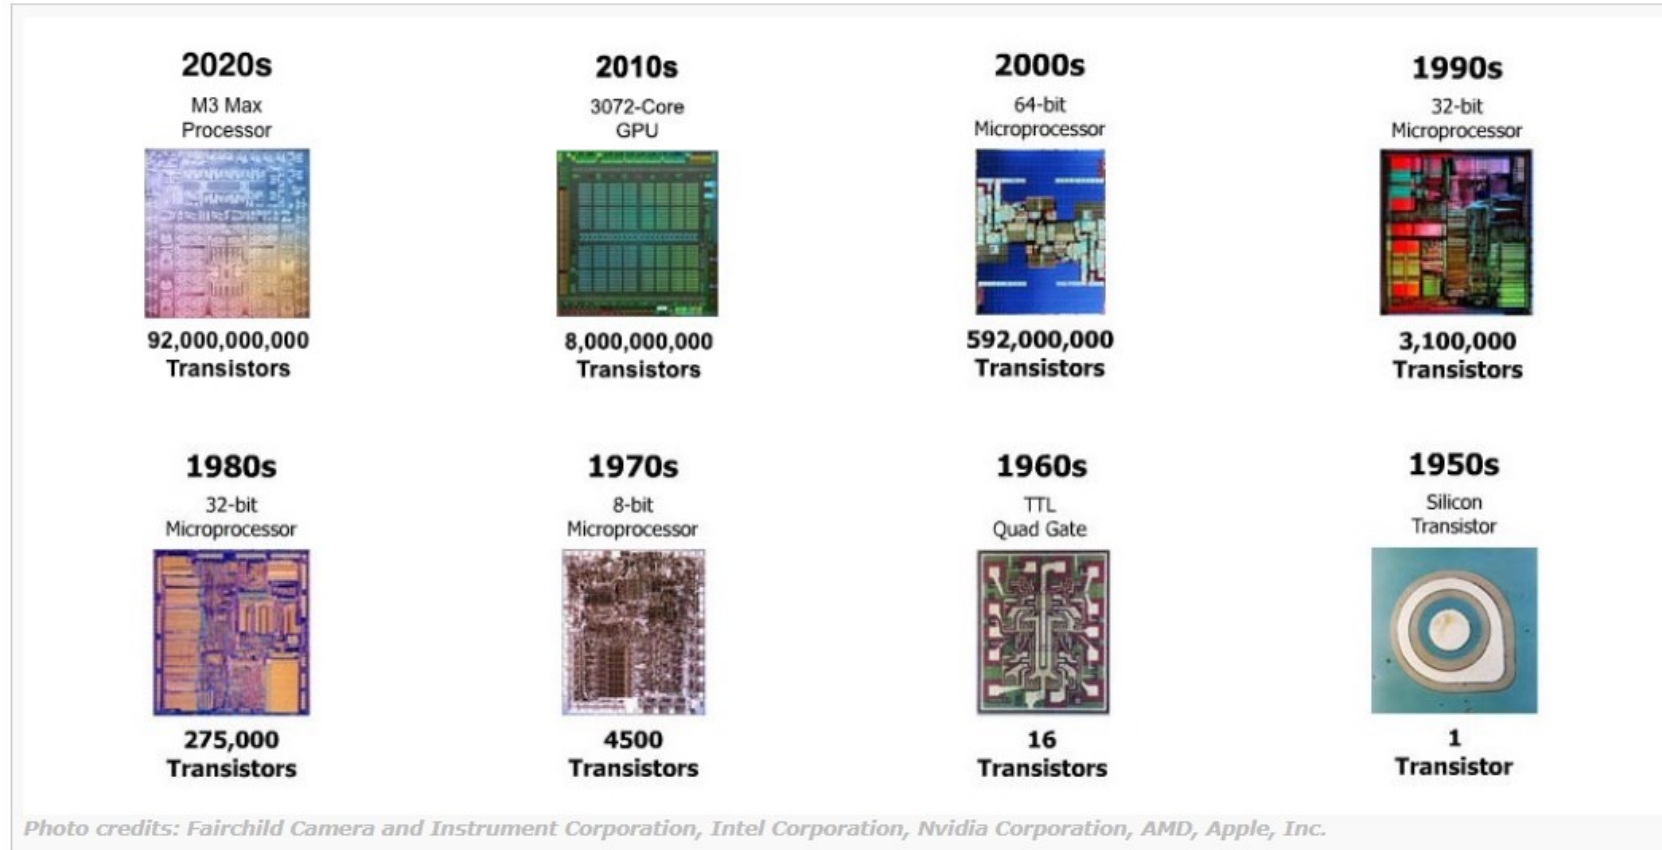 2020s
M3 Max
Processor
92,000,000,000
Transistors
2010s
3072-Core
GPU
8,000,000,000
Transistors
2000s
64-bit
Microprocessor
592,000,000
Transistors
1990s
32-bit
Microprocessor
3,100,000
Transistors
1980s
32-bit
Microprocessor
275,000
Transistors
1970s
8-bit
Microprocessor
4500
Transistors
1960s
TTL
Quad Gate
16
Transistors
1950s
Silicon
Transistor
1
Transistor
Photo credits: Fairchild Camera and Instrument Corporation, Intel Corporation, Nvidia Corporation, AMD, Apple, Inc.